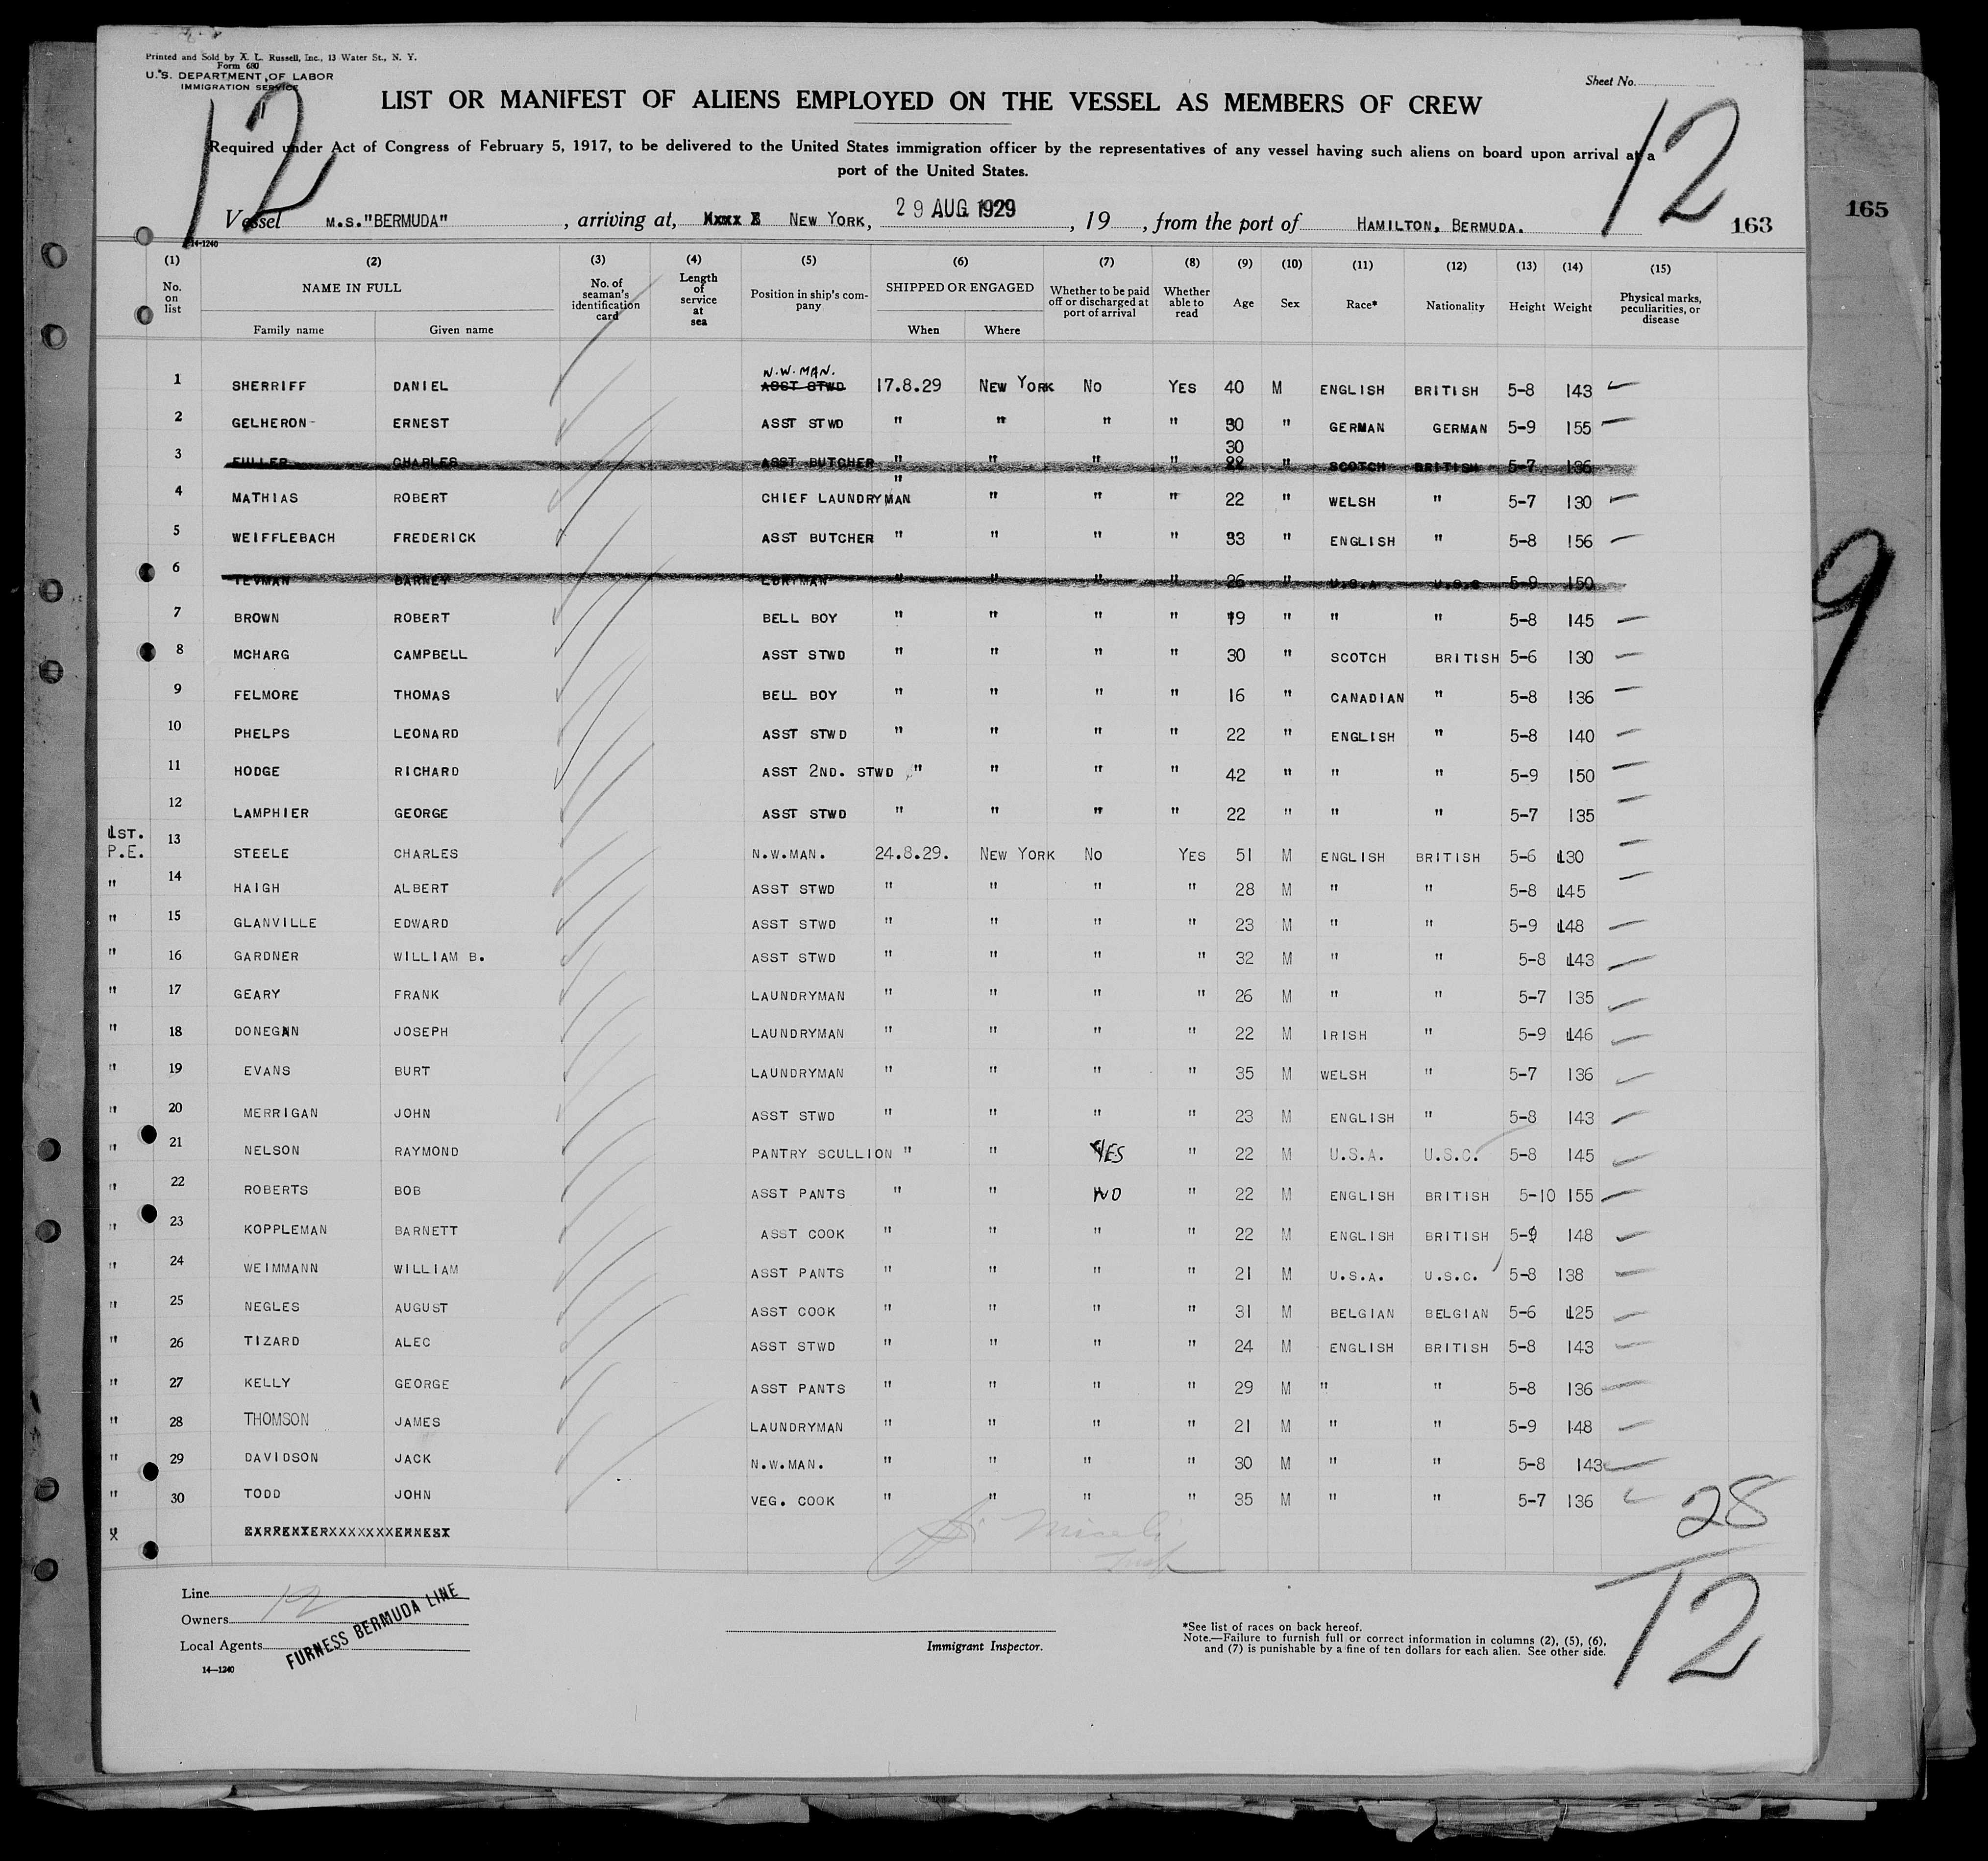 Printed and Sold by A. L. Russell, Inc., 13 Water St., N. Y.
Form 680
U.S. DEPARTMENT OF LABOR
IMMIGRATION SERVICE
Sheet No.
12
12
LIST OR MANIFEST OF ALIENS EMPLOYED ON THE VESSEL AS MEMBERS OF CREW
Required under Act of Congress of February 5, 1917, to be delivered to the United States immigration officer by the representatives of any vessel having such aliens on board upon arrival at a
port of the United States.
Vessel M.S."BERMUDA", arriving at, New York, 29 AUG 1929, 19 , from the port of HAMILTON, BERMUDA.
163
165
14-1240
(1) (2) (3) (4) (5) (6) (7) (8) (9) (10) (11) (12) (13) (14) (15)
No. on list NAME IN FULL No. of seaman's identification card Length of service at sea Position in ship's company SHIPPED OR ENGAGED Whether to be paid off or discharged at port of arrival Whether able to read Age Sex Race* Nationality Height Weight Physical marks, peculiarities, or disease
Family name Given name When Where
N.W.MAN.
1 SHERRIFF DANIEL ASST STWD 17.8.29 NEW YORK NO YES 40 M ENGLISH BRITISH 5-8 143
2 GELHERON- ERNEST ASST STWD " " " " 30 " GERMAN GERMAN 5-9 155
30
3 FULLER CHARLES ASST BUTCHER " " " " 22 " SCOTCH BRITISH 5-7 136
4 MATHIAS ROBERT CHIEF LAUNDRYMAN " " " " 22 " WELSH " 5-7 130
5 WEIFFLEBACH FREDERICK ASST BUTCHER " " " " 33 " ENGLISH " 5-8 156
6 TEVMAN BARNEY LDRYMAN " " " " 26 " U.S.A U.S.C 5-9 150
7 BROWN ROBERT BELL BOY " " " " 19 " " " 5-8 145
8 MCHARG CAMPBELL ASST STWD " " " " 30 " SCOTCH BRITISH 5-6 130
9 FELMORE THOMAS BELL BOY " " " " 16 " CANADIAN " 5-8 136
10 PHELPS LEONARD ASST STWD " " " " 22 " ENGLISH " 5-8 140
11 HODGE RICHARD ASST 2ND. STWD " " " " 42 " " " 5-9 150
12 LAMPHIER GEORGE ASST STWD " " " " 22 " " " 5-7 135
1ST.
P.E. 13 STEELE CHARLES N.W.MAN. 24.8.29. NEW YORK NO YES 51 M ENGLISH BRITISH 5-6 130
" 14 HAIGH ALBERT ASST STWD " " " " 28 M " " 5-8 145
" 15 GLANVILLE EDWARD ASST STWD " " " " 23 M " " 5-9 148
" 16 GARDNER WILLIAM B. ASST STWD " " " " 32 M " " 5-8 143
" 17 GEARY FRANK LAUNDRYMAN " " " " 26 M " " 5-7 135
" 18 DONEGAN JOSEPH LAUNDRYMAN " " " " 22 M IRISH " 5-9 146
" 19 EVANS BURT LAUNDRYMAN " " " " 35 M WELSH " 5-7 136
" 20 MERRIGAN JOHN ASST STWD " " " " 23 M ENGLISH " 5-8 143
" 21 NELSON RAYMOND PANTRY SCULLION " " YES " 22 M U.S.A. U.S.C. 5-8 145
" 22 ROBERTS BOB ASST PANTS " " NO " 22 M ENGLISH BRITISH 5-10 155
" 23 KOPPLEMAN BARNETT ASST COOK " " " " 22 M ENGLISH BRITISH 5-9 148
" 24 WEIMMANN WILLIAM ASST PANTS " " " " 21 M U.S.A. U.S.C. 5-8 138
" 25 NEGLES AUGUST ASST COOK " " " " 31 M BELGIAN BELGIAN 5-6 125
" 26 TIZARD ALEC ASST STWD " " " " 24 M ENGLISH BRITISH 5-8 143
" 27 KELLY GEORGE ASST PANTS " " " " 29 M " " 5-8 136
" 28 THOMSON JAMES LAUNDRYMAN " " " " 21 M " " 5-9 148
" 29 DAVIDSON JACK N.W.MAN. " " " " 30 M " " 5-8 143
" 30 TODD JOHN VEG. COOK " " " " 35 M " " 5-7 136
28
12
9
Line
12
Owners
Local Agents
FURNESS BERMUDA LINE
14—1240
Immigrant Inspector.
*See list of races on back hereof.
Note.—Failure to furnish full or correct information in columns (2), (5), (6),
and (7) is punishable by a fine of ten dollars for each alien. See other side.